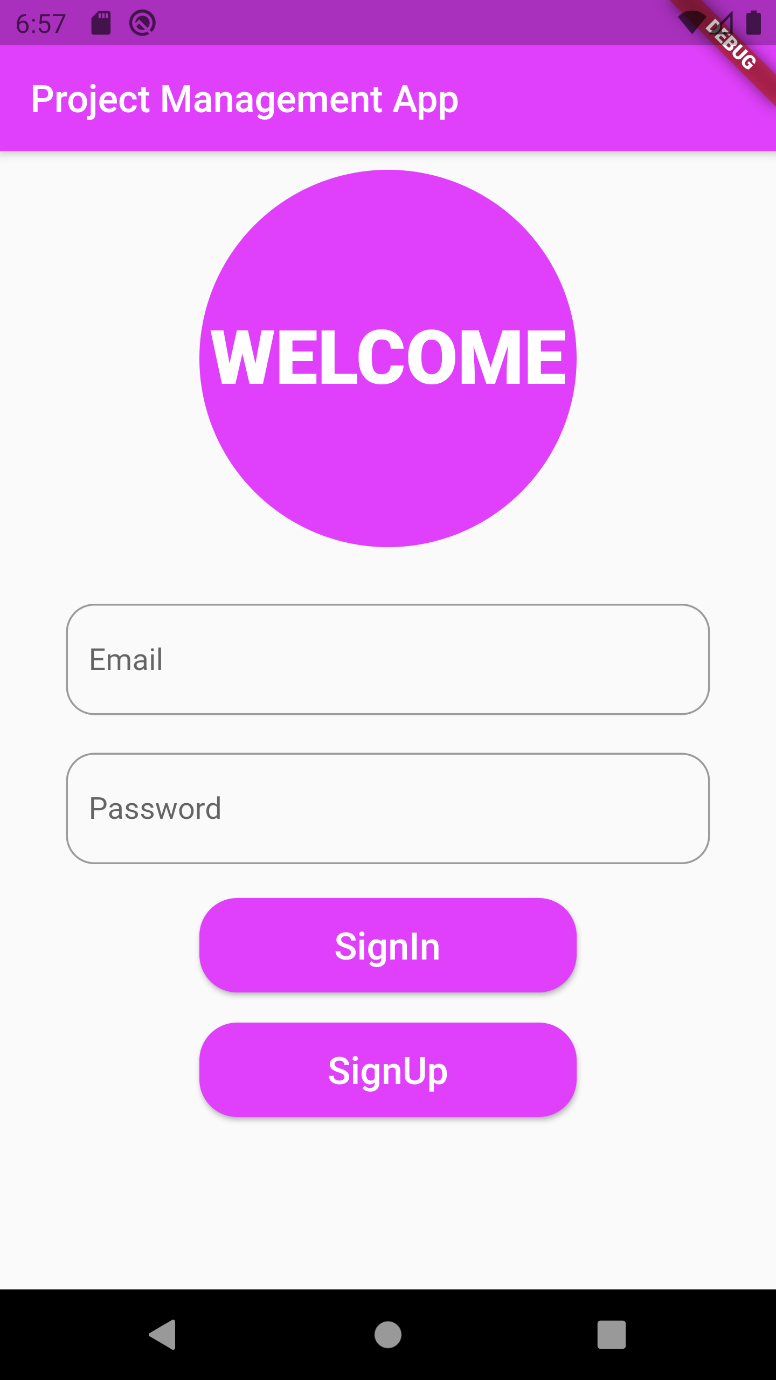 6:57
DEBUG
Project Management App
WELCOME
Email
Password
SignIn
SignUp